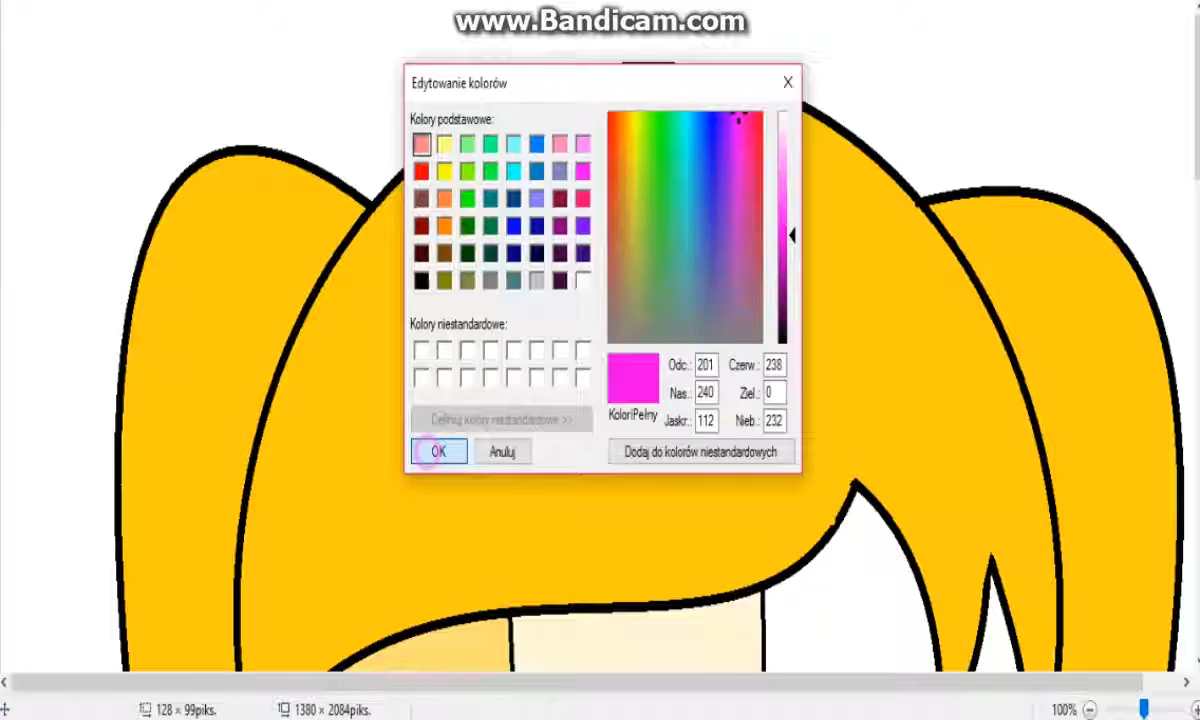 www.Bandicam.com
Edytowanie kolorów
X
Kolory podstawowe:
Kolory niestandardowe:
Odc.: 201 Czerw.: 238
Nas.: 240 Ziel.: 0
Kolor|Pełny Jaskr.: 112 Nieb.: 232
Definiuj kolory niestandardowe >>
OK Anuluj Dodaj do kolorów niestandardowych
128 × 99piks. 1380 × 2084piks. 100%